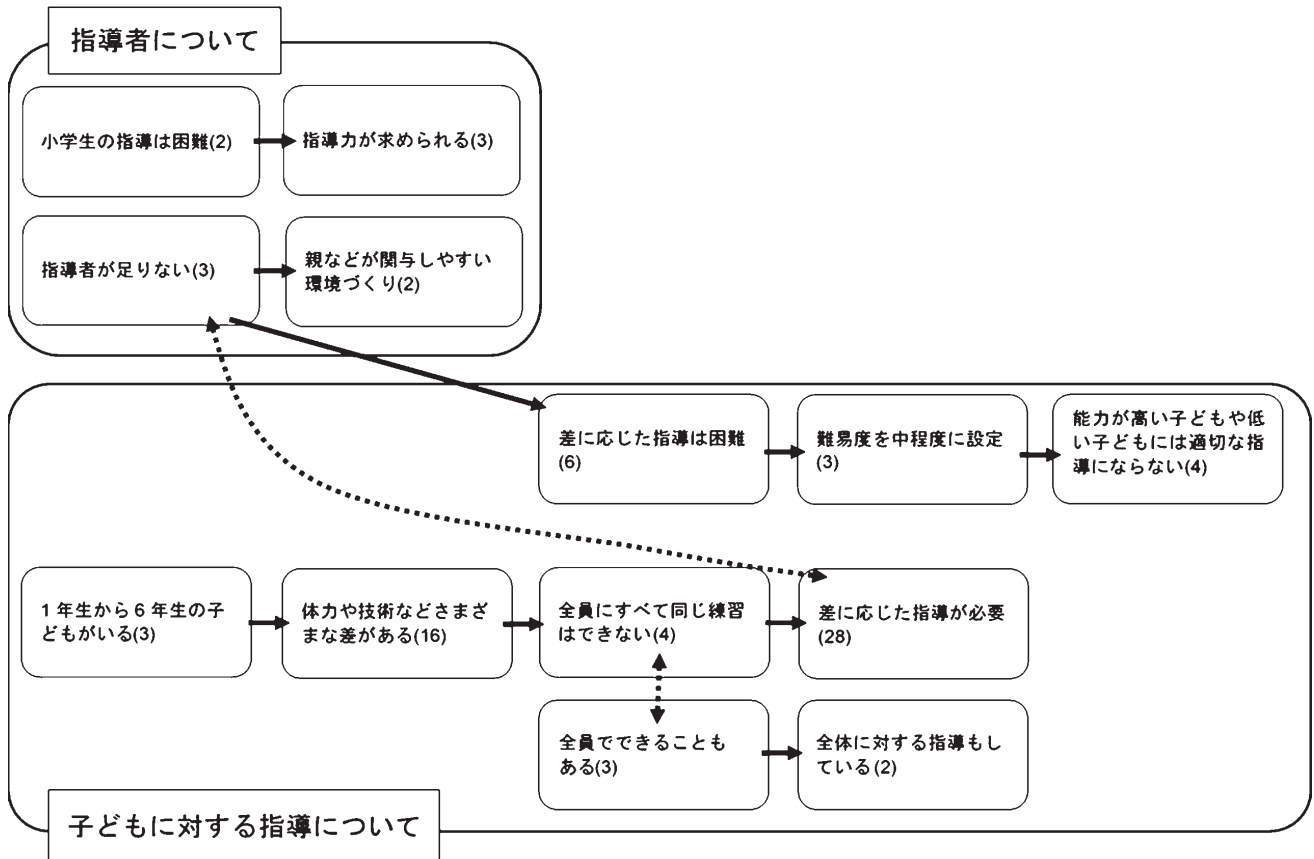 指導者について
小学生の指導は困難(2)
指導力が求められる(3)
指導者が足りない(3)
親などが関与しやすい
環境づくり(2)
差に応じた指導は困難
(6)
難易度を中程度に設定
(3)
能力が高い子どもや低
い子どもには適切な指
導にならない(4)
1年生から6年生の子
どもがいる(3)
体力や技術などさまざ
まな差がある(16)
全員にすべて同じ練習
はできない(4)
差に応じた指導が必要
(28)
全員でできることも
ある(3)
全体に対する指導もし
ている(2)
子どもに対する指導について